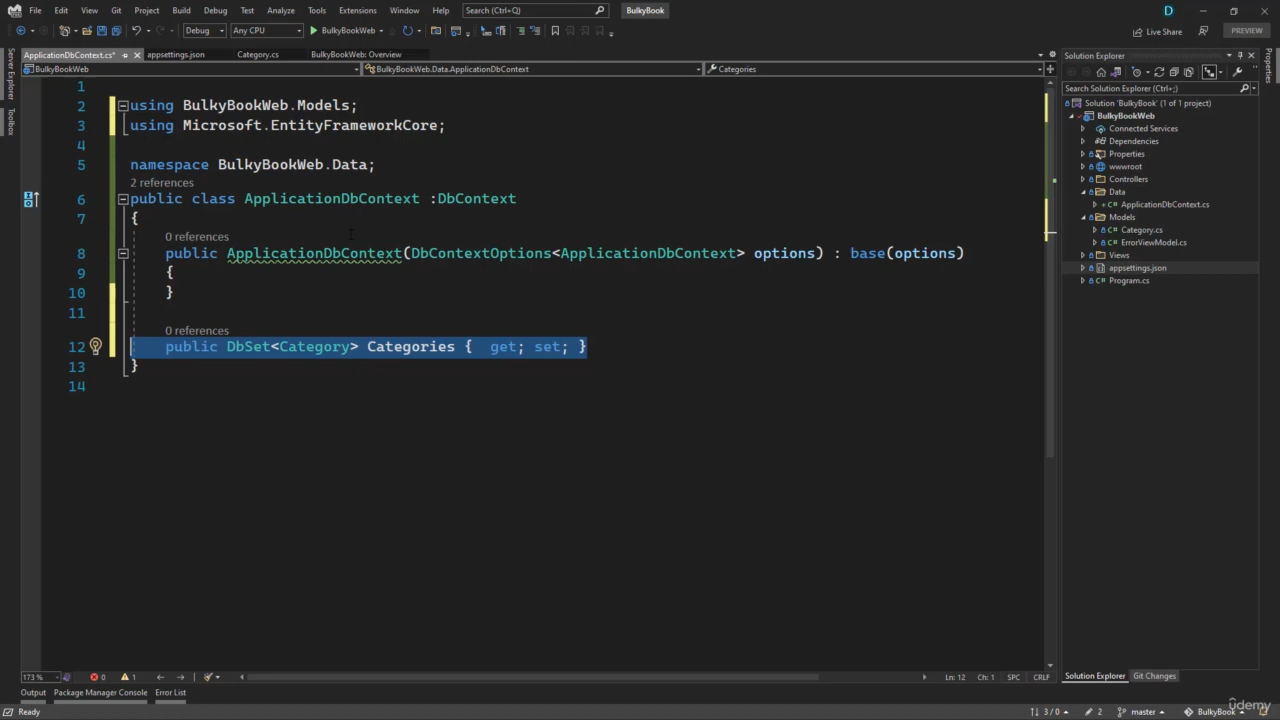 File Edit View Git Project Build Debug Test Analyze Tools Extensions Window Help Search (Ctrl+Q) BulkyBook D
Debug Any CPU BulkyBookWeb Live Share PREVIEW
ApplicationDbContext.cs* appsettings.json Category.cs BulkyBookWeb: Overview
BulkyBookWeb BulkyBookWeb.Data.ApplicationDbContext Categories
Server Explorer
Toolbox
1
2 using BulkyBookWeb.Models;
3 using Microsoft.EntityFrameworkCore;
4
5 namespace BulkyBookWeb.Data;
2 references
6 public class ApplicationDbContext :DbContext
7 {
0 references
8 public ApplicationDbContext(DbContextOptions<ApplicationDbContext> options) : base(options)
9 {
10 }
11
0 references
12 public DbSet<Category> Categories {  get; set; }
13 }
14
Solution Explorer
Search Solution Explorer (Ctrl+;)
Solution 'BulkyBook' (1 of 1 project)
BulkyBookWeb
Connected Services
Dependencies
Properties
wwwroot
Controllers
Data
ApplicationDbContext.cs
Models
Category.cs
ErrorViewModel.cs
Views
appsettings.json
Program.cs
Properties
173 % 0 1 Ln: 12 Ch: 1 SPC CRLF
Solution Explorer Git Changes
Output Package Manager Console Error List
Ready 3 / 0 2 master BulkyBook
udemy